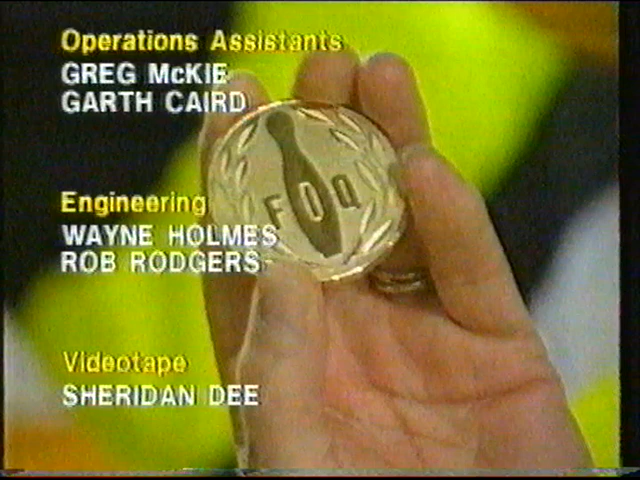 Operations Assistants
GREG McKIE
GARTH CAIRD
FOQ
Engineering
WAYNE HOLMES
ROB RODGERS
Videotape
SHERIDAN DEE